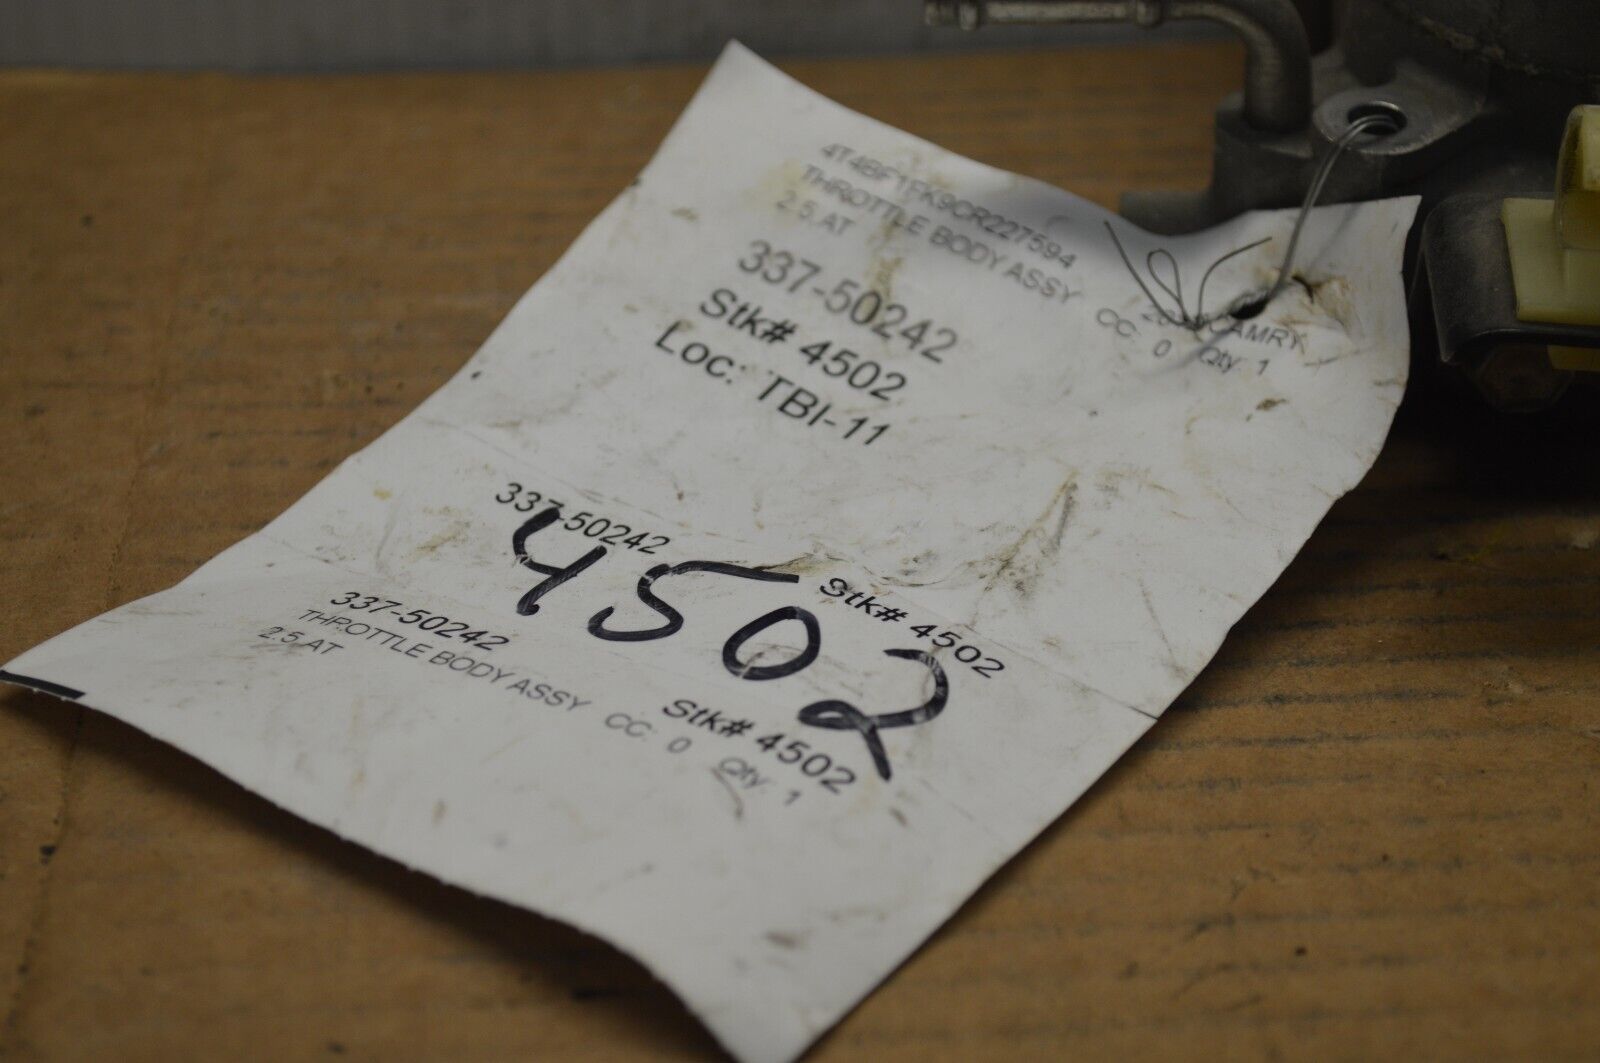 4T4BF1FK9CR227594
THROTTLE BODY ASSY CC: 0 Qty: 1
2.5, AT
CAMRY
337-50242
Stk# 4502
Loc: TBI-11
337-50242 Stk# 4502
4502
337-50242 Stk# 4502
THROTTLE BODY ASSY CC: 0 Qty: 1
2.5, AT